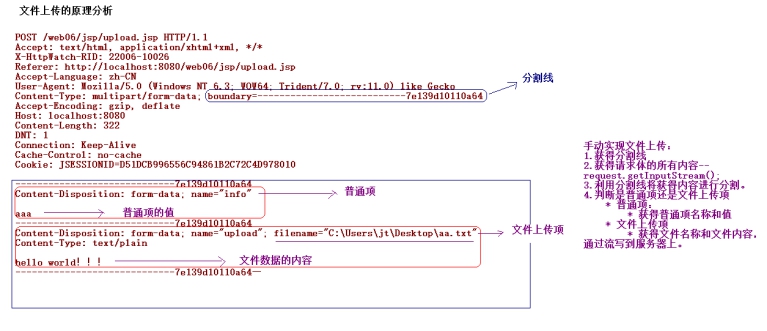 文件上传的原理分析
POST /web06/jsp/upload.jsp HTTP/1.1
Accept: text/html, application/xhtml+xml, */*
X-HttpWatch-RID: 22006-10026
Referer: http://localhost:8080/web06/jsp/upload.jsp
Accept-Language: zh-CN
User-Agent: Mozilla/5.0 (Windows NT 6.3; WOW64; Trident/7.0; rv:11.0) like Gecko
Content-Type: multipart/form-data; boundary=---------------------------7e139d10110a64
分割线
Accept-Encoding: gzip, deflate
Host: localhost:8080
Content-Length: 322
DNT: 1
Connection: Keep-Alive
Cache-Control: no-cache
Cookie: JSESSIONID=D51DCB996556C94861B2C72C4D978010
-----------------------------7e139d10110a64
Content-Disposition: form-data; name="info"
普通项
aaa
普通项的值
-----------------------------7e139d10110a64
Content-Disposition: form-data; name="upload"; filename="C:\Users\jt\Desktop\aa.txt"
文件上传项
Content-Type: text/plain
hello world!!!
文件数据的内容
-----------------------------7e139d10110a64--
手动实现文件上传:
1.获得分割线
2.获得请求体的所有内容--
request.getInputStream();
3.利用分割线将获得内容进行分割。
4.判断是普通项还是文件上传项
* 普通项:
* 获得普通项名称和值
* 文件上传项
* 获得文件名称和文件内容,
通过流写到服务器上。